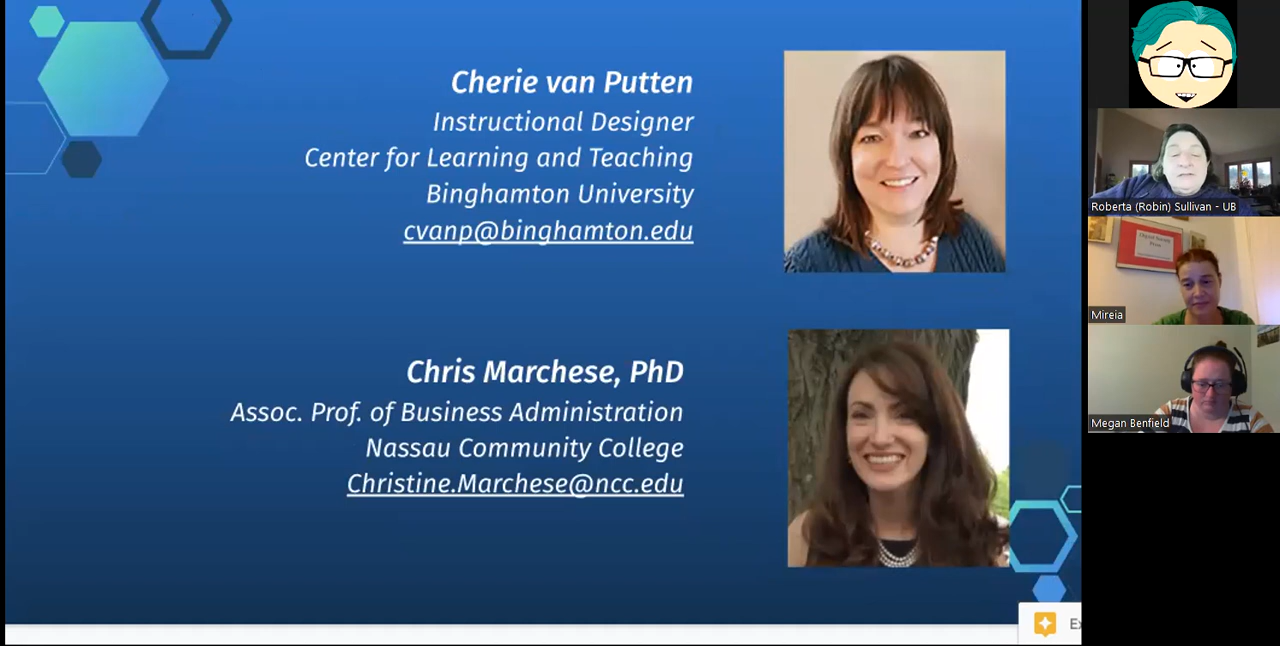 Cherie van Putten
Instructional Designer
Center for Learning and Teaching
Binghamton University
cvanp@binghamton.edu
Chris Marchese, PhD
Assoc. Prof. of Business Administration
Nassau Community College
Christine.Marchese@ncc.edu
Roberta (Robin) Sullivan - UB
Mireia
Megan Benfield